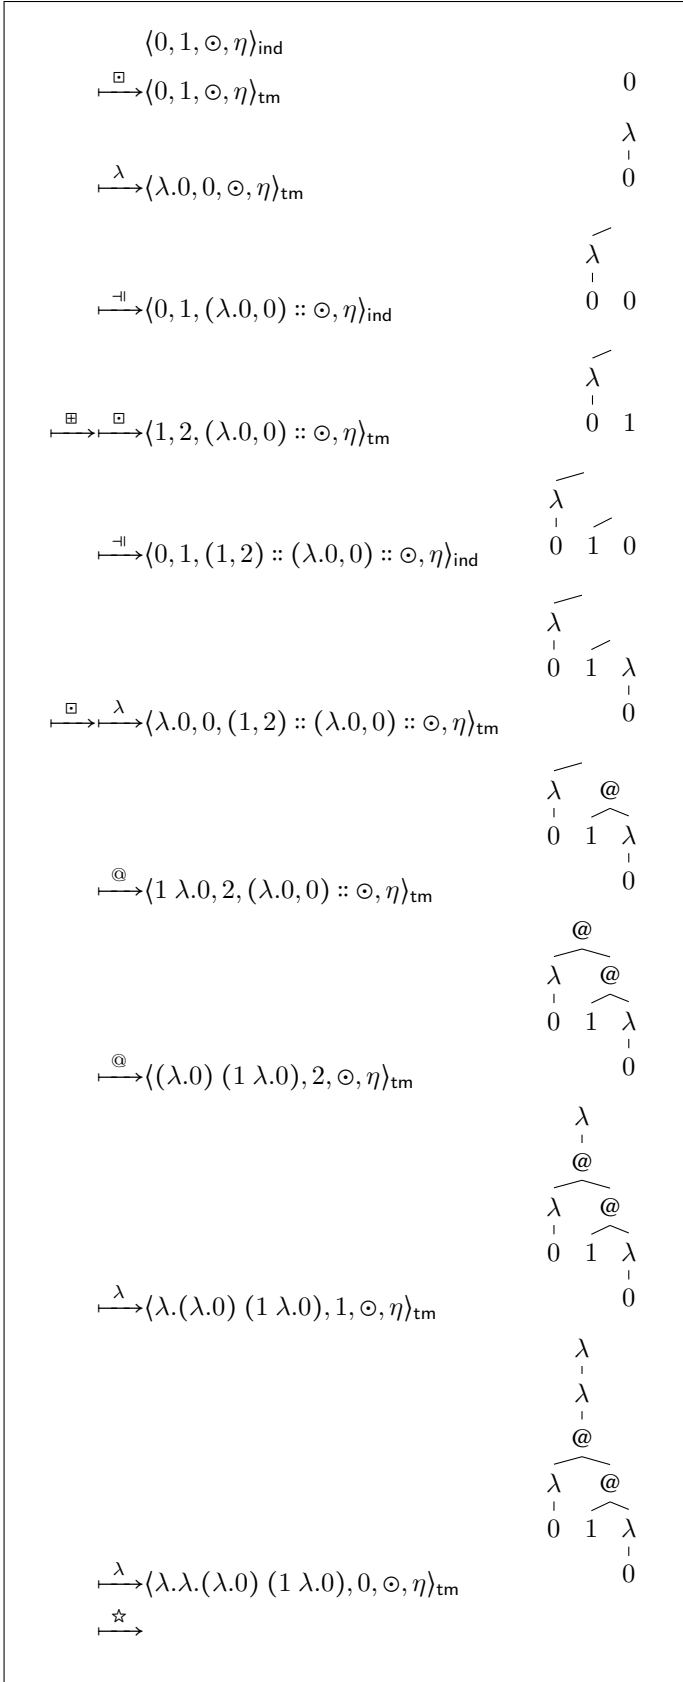 ⟨0, 1, ⊙, η⟩ind
⊡ ⟼ ⟨0, 1, ⊙, η⟩tm 0
λ
λ ⟼ ⟨λ.0, 0, ⊙, η⟩tm 0
λ
⫣ ⟼ ⟨0, 1, (λ.0, 0) :: ⊙, η⟩ind 0 0
λ
⊞ ⟼ ⊡ ⟼ ⟨1, 2, (λ.0, 0) :: ⊙, η⟩tm 0 1
λ
⫣ ⟼ ⟨0, 1, (1, 2) :: (λ.0, 0) :: ⊙, η⟩ind 0 1 0
λ
0 1 λ
⊡ ⟼ λ ⟼ ⟨λ.0, 0, (1, 2) :: (λ.0, 0) :: ⊙, η⟩tm 0
λ @
0 1 λ
@ ⟼ ⟨1 λ.0, 2, (λ.0, 0) :: ⊙, η⟩tm 0
@
λ @
0 1 λ
@ ⟼ ⟨(λ.0) (1 λ.0), 2, ⊙, η⟩tm 0
λ
@
λ @
0 1 λ
λ ⟼ ⟨λ.(λ.0) (1 λ.0), 1, ⊙, η⟩tm 0
λ
λ
@
λ @
0 1 λ
λ ⟼ ⟨λ.λ.(λ.0) (1 λ.0), 0, ⊙, η⟩tm 0
☆ ⟼